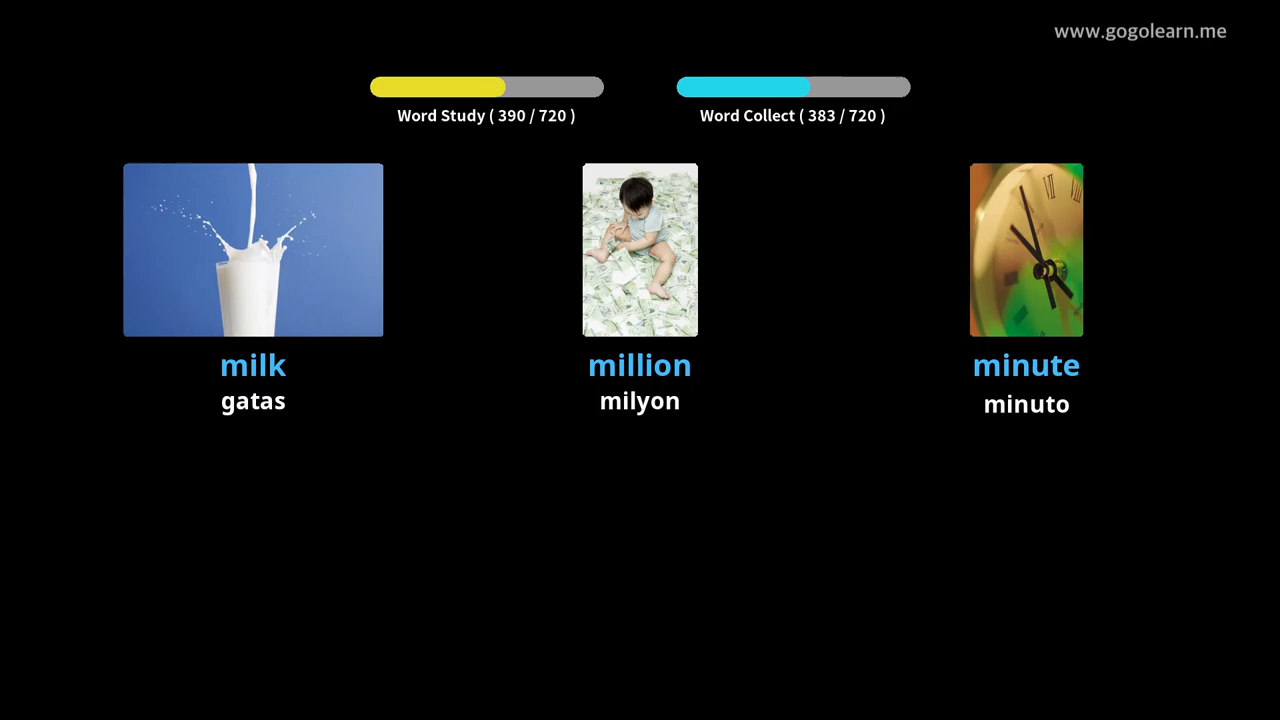 www.gogolearn.me
Word Study ( 390 / 720 )
Word Collect ( 383 / 720 )
milk
gatas
million
milyon
minute
minuto